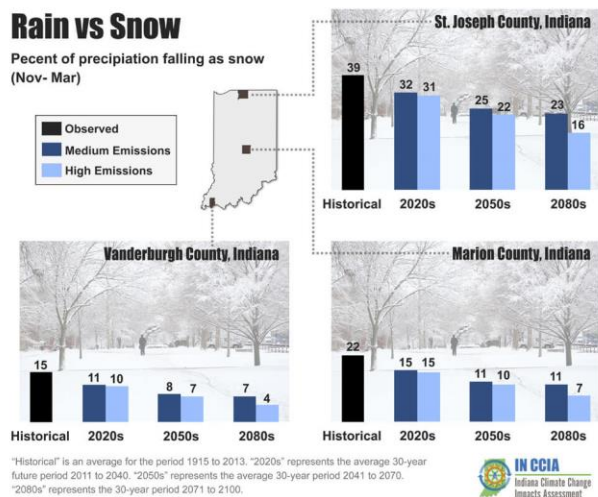 Rain vs Snow
Pecent of precipiation falling as snow
(Nov- Mar)
Observed
Medium Emissions
High Emissions
St. Joseph County, Indiana
39
32
31
25
22
23
16
Historical
2020s
2050s
2080s
Vanderburgh County, Indiana
15
11
10
8
7
7
4
Historical
2020s
2050s
2080s
Marion County, Indiana
22
15
15
11
10
11
7
Historical
2020s
2050s
2080s
"Historical" is an average for the period 1915 to 2013. "2020s" represents the average 30-year
future period 2011 to 2040. "2050s" represents the average 30-year period 2041 to 2070.
"2080s" represents the 30-year period 2071 to 2100.
IN CCIA
Indiana Climate Change
Impacts Assessment